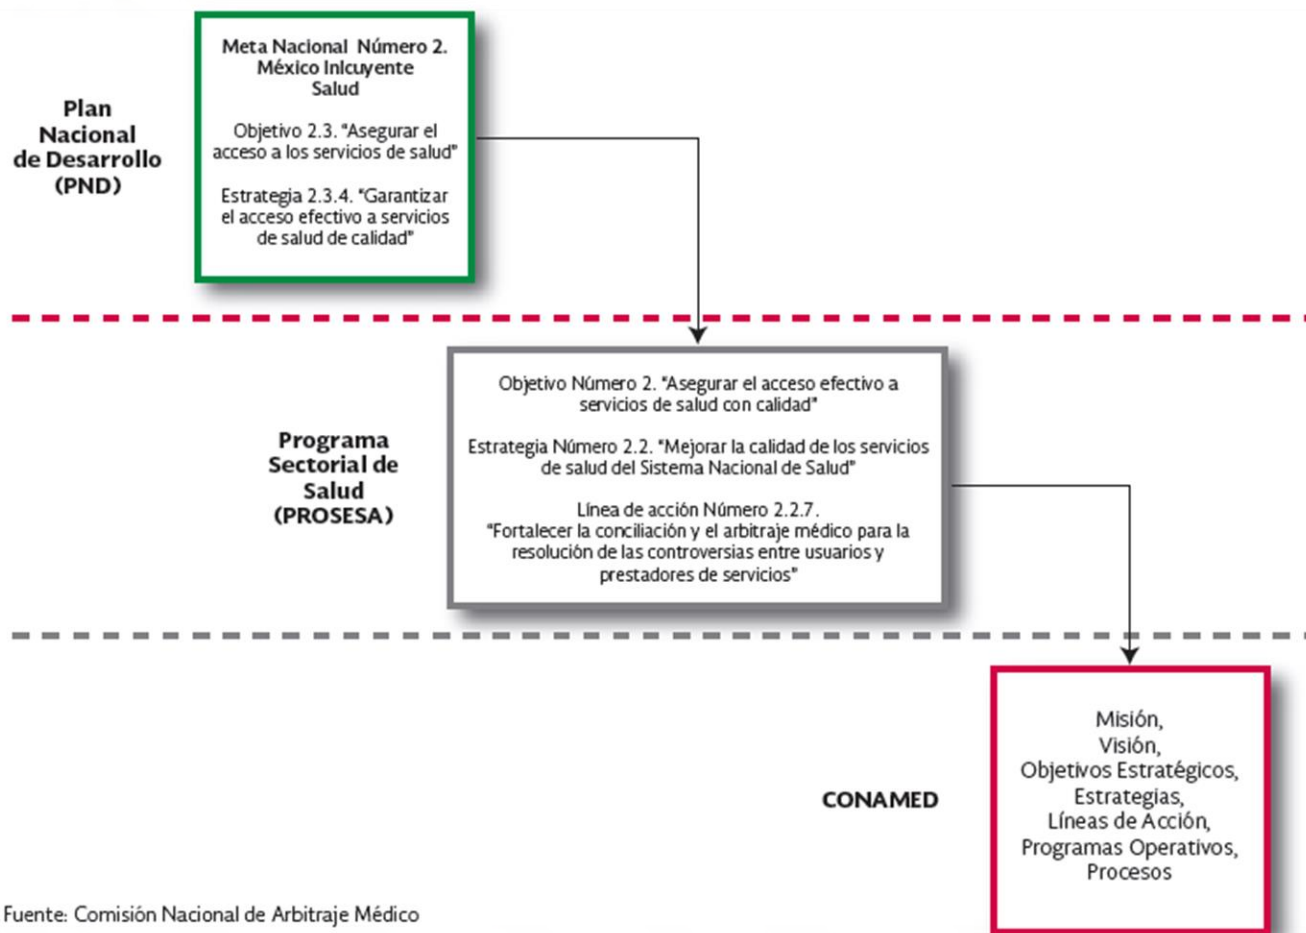 Plan
Nacional
de Desarrollo
(PND)
Meta Nacional Número 2.
México Inlcuyente
Salud
Objetivo 2.3. "Asegurar el
acceso a los servicios de salud"
Estrategia 2.3.4. "Garantizar
el acceso efectivo a servicios
de salud de calidad"
Programa
Sectorial de
Salud
(PROSESA)
Objetivo Número 2. "Asegurar el acceso efectivo a
servicios de salud con calidad"
Estrategia Número 2.2. "Mejorar la calidad de los servicios
de salud del Sistema Nacional de Salud"
Línea de acción Número 2.2.7.
"Fortalecer la conciliación y el arbitraje médico para la
resolución de las controversias entre usuarios y
prestadores de servicios"
CONAMED
Misión,
Visión,
Objetivos Estratégicos,
Estrategias,
Líneas de Acción,
Programas Operativos,
Procesos
Fuente: Comisión Nacional de Arbitraje Médico